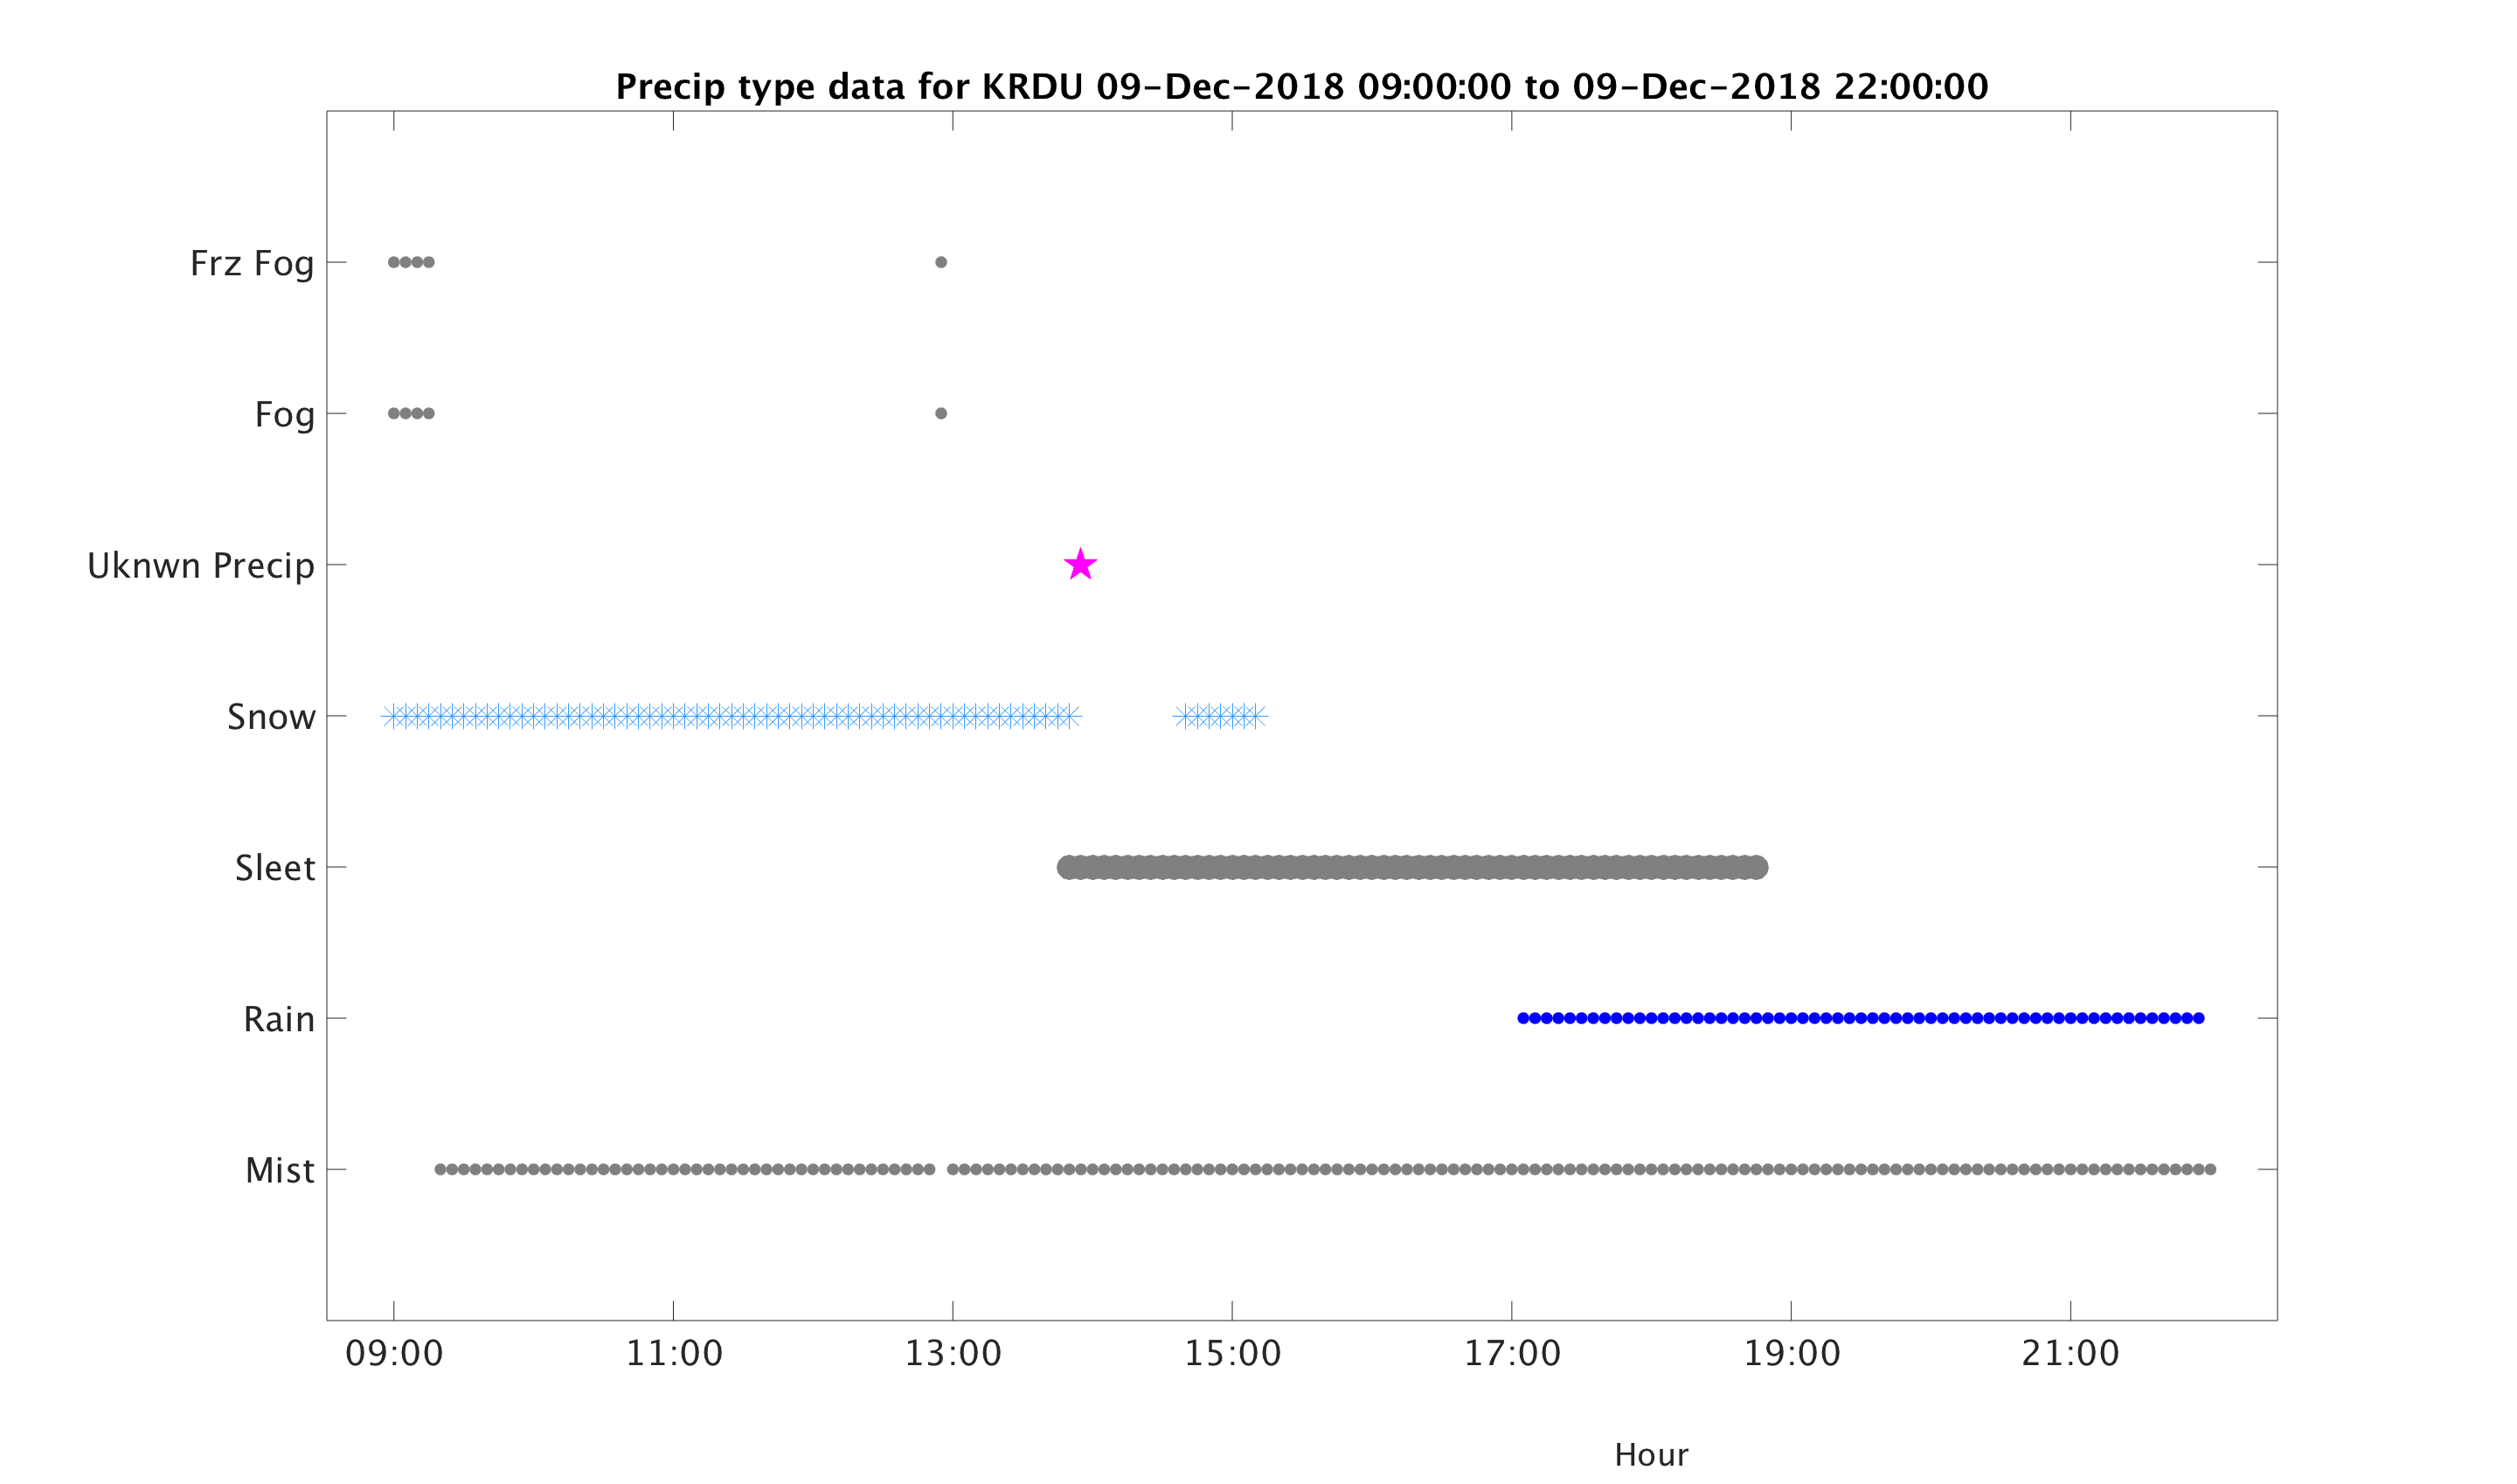 Precip type data for KRDU 09-Dec-2018 09:00:00 to 09-Dec-2018 22:00:00
Frz Fog
Fog
Uknwn Precip
Snow
Sleet
Rain
Mist
09:00 11:00 13:00 15:00 17:00 19:00 21:00
Hour